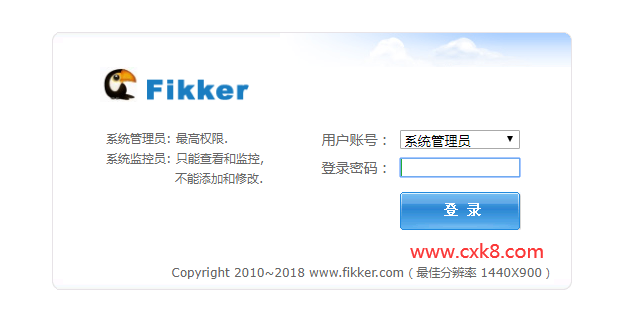 Fikker
系统管理员: 最高权限.
系统监控员: 只能查看和监控,
不能添加和修改.
用户账号： 系统管理员
登录密码：
登 录
www.cxk8.com
Copyright 2010~2018 www.fikker.com ( 最佳分辨率 1440X900 )